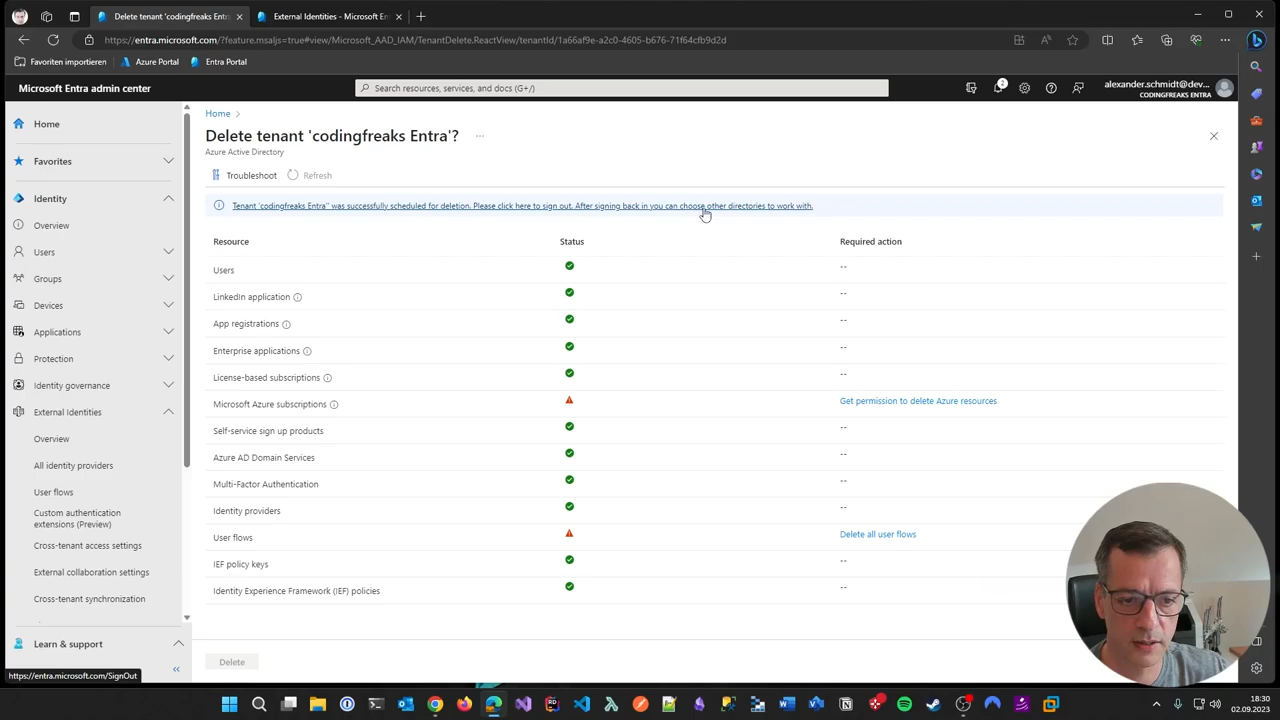 Delete tenant 'codingfreaks Entra
External Identities - Microsoft En
https://entra.microsoft.com/?feature.msaljs=true#view/Microsoft_AAD_IAM/TenantDelete.ReactView/tenantId/1a66af9e-a2c0-4605-b676-71f64cfb9d2d
Favoriten importieren
Azure Portal
Entra Portal
Microsoft Entra admin center
Search resources, services, and docs (G+/)
2
alexander.schmidt@dev...
CODINGFREAKS ENTRA
Home
Favorites
Identity
Overview
Users
Groups
Devices
Applications
Protection
Identity governance
External Identities
Overview
All identity providers
User flows
Custom authentication
extensions (Preview)
Cross-tenant access settings
External collaboration settings
Cross-tenant synchronization
Learn & support
https://entra.microsoft.com/SignOut
Home
Delete tenant 'codingfreaks Entra'?
Azure Active Directory
Troubleshoot
Refresh
Tenant 'codingfreaks Entra'' was successfully scheduled for deletion. Please click here to sign out. After signing back in you can choose other directories to work with.
Resource Status Required action
Users --
LinkedIn application --
App registrations --
Enterprise applications --
License-based subscriptions --
Microsoft Azure subscriptions Get permission to delete Azure resources
Self-service sign up products --
Azure AD Domain Services --
Multi-Factor Authentication --
Identity providers --
User flows Delete all user flows
IEF policy keys --
Identity Experience Framework (IEF) policies --
Delete
18:30
02.09.2023